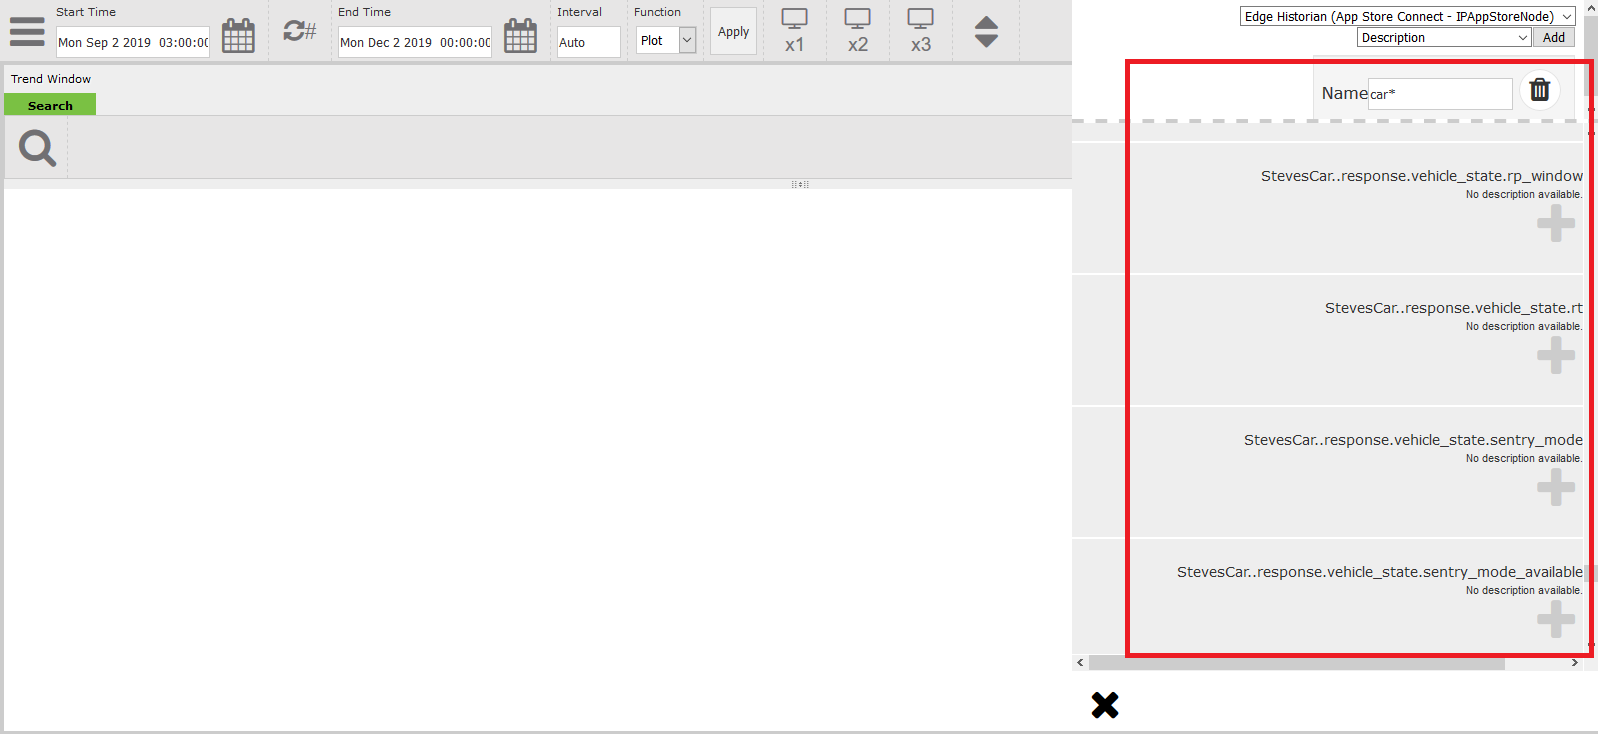 Start Time
End Time
Interval
Function
Mon Sep 2 2019 03:00:00
#
Mon Dec 2 2019 00:00:00
Auto
Plot
Apply
x1
x2
x3
Edge Historian (App Store Connect - IPAppStoreNode)
Description
Add
Trend Window
Search
Name
car*
StevesCar..response.vehicle_state.rp_window
No description available.
StevesCar..response.vehicle_state.rt
No description available.
StevesCar..response.vehicle_state.sentry_mode
No description available.
StevesCar..response.vehicle_state.sentry_mode_available
No description available.